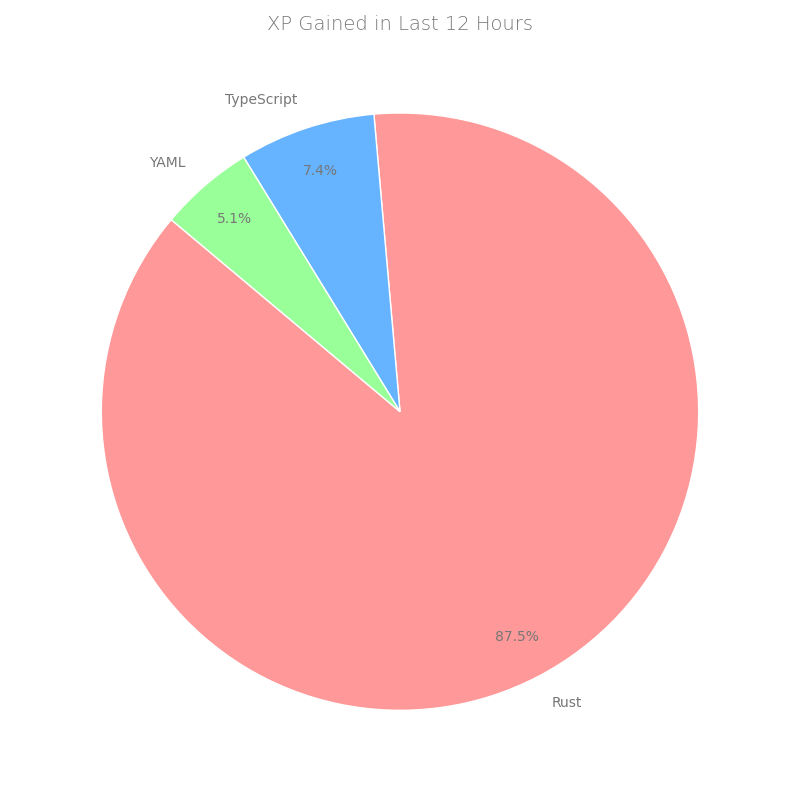 XP Gained in Last 12 Hours
TypeScript
YAML
7.4%
5.1%
87.5%
Rust